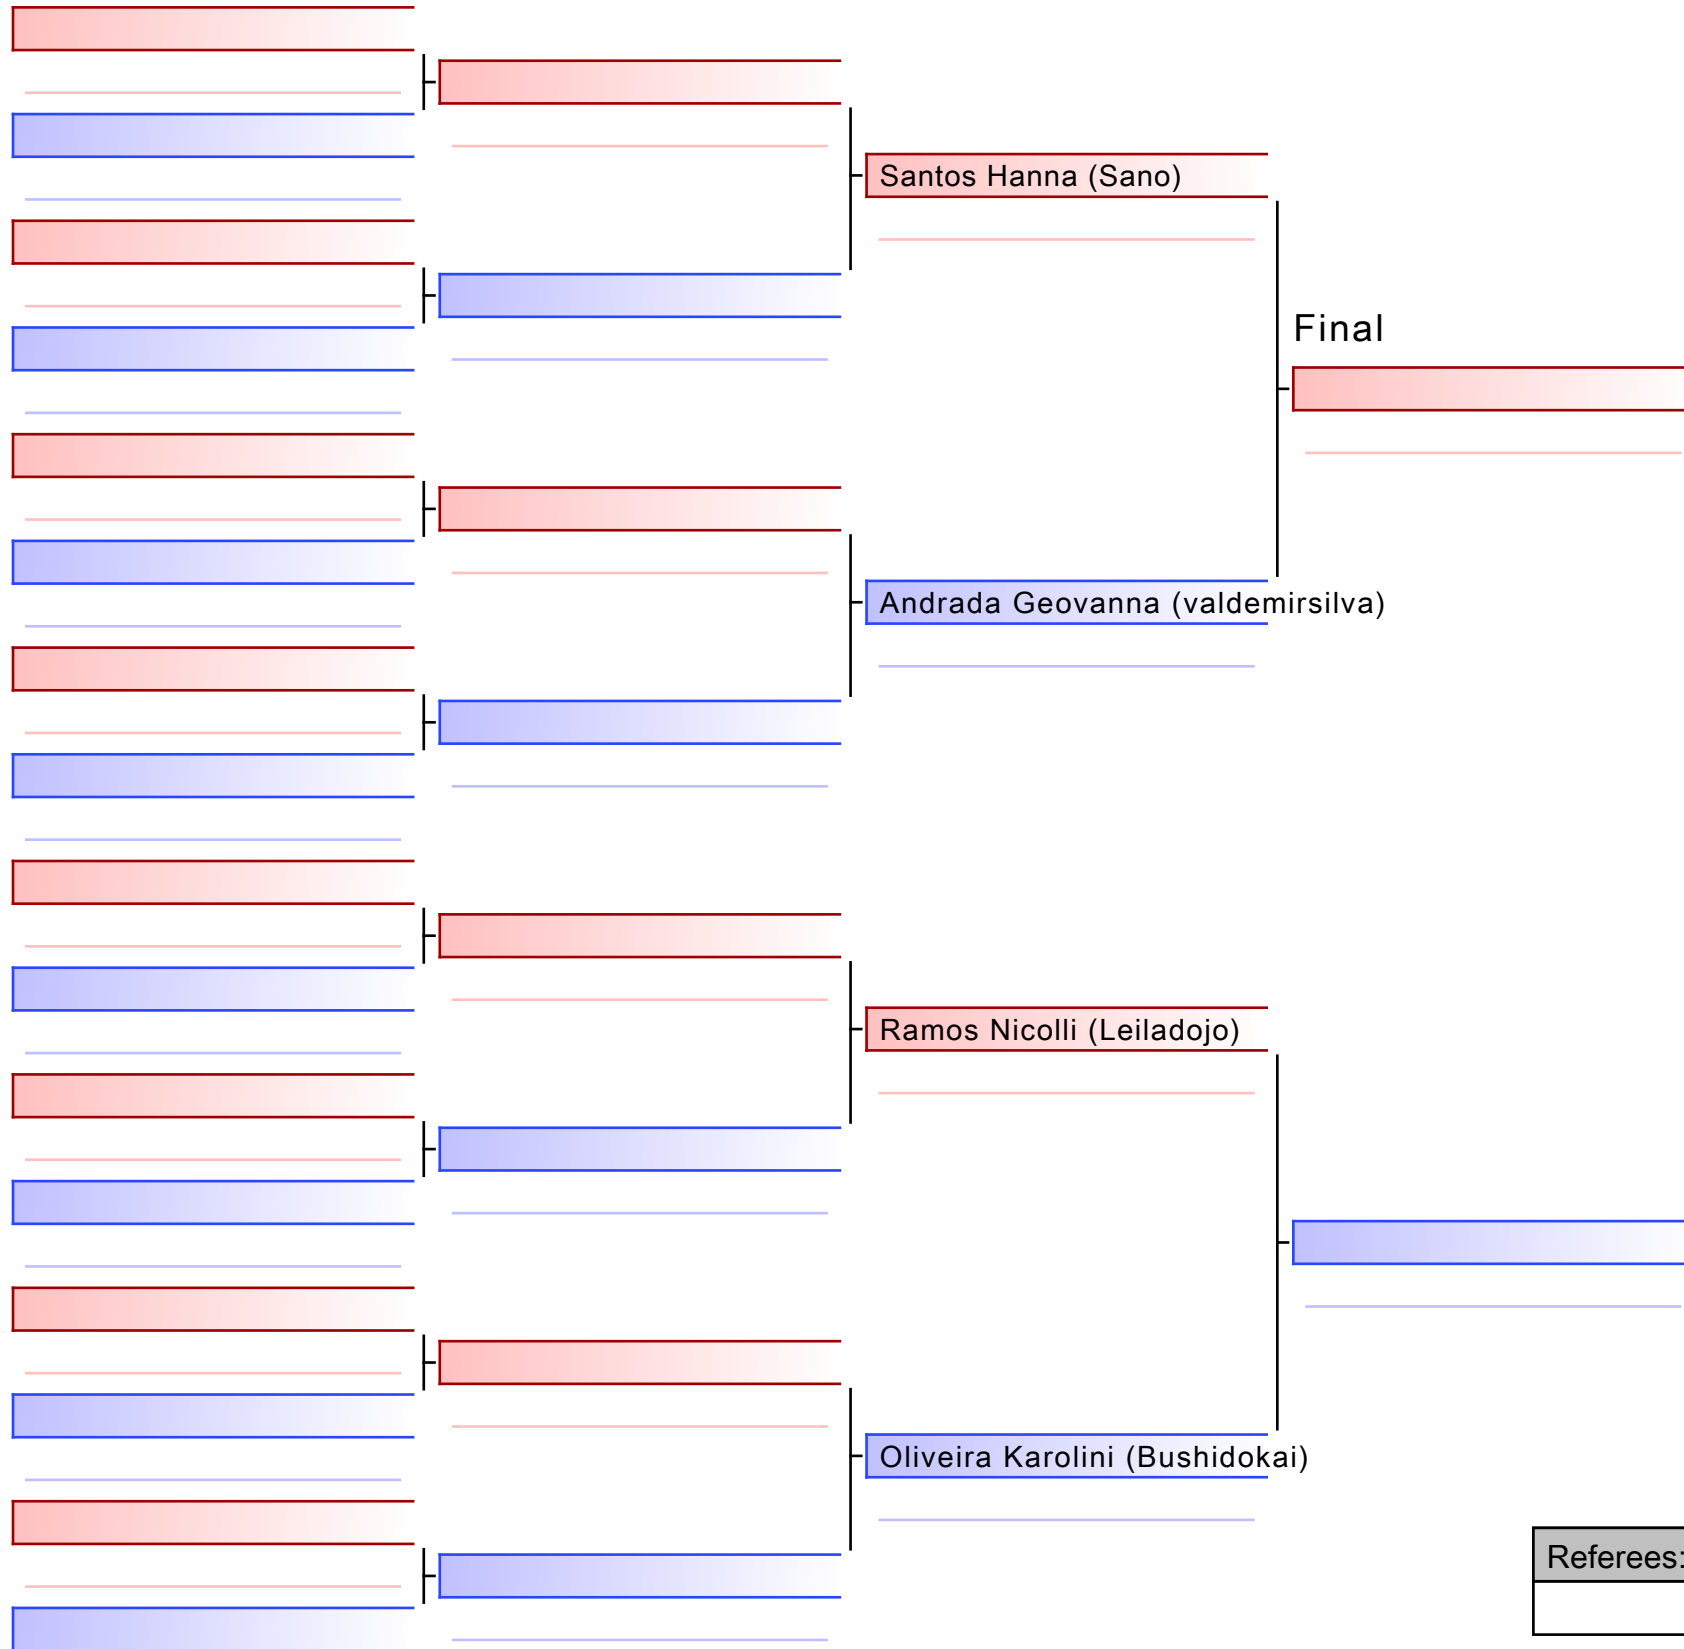 Santos Hanna (Sano)
Final
Andrada Geovanna (valdemirsilva)
Ramos Nicolli (Leiladojo)
Oliveira Karolini (Bushidokai)
Referees: